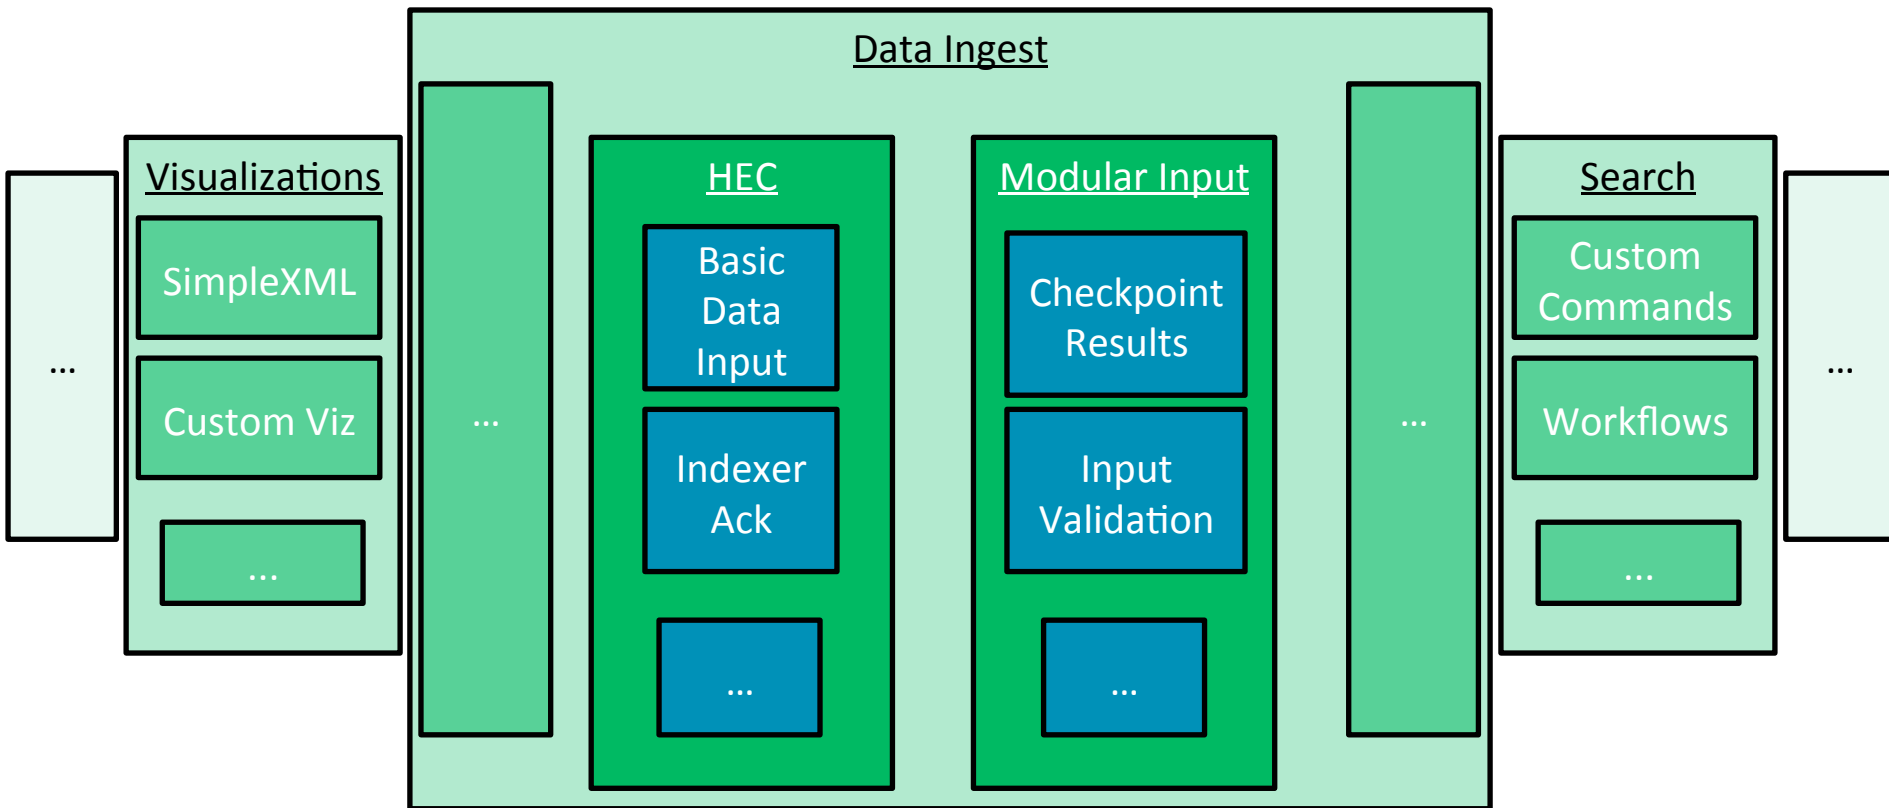 Data Ingest
...
Visualizations
SimpleXML
Custom Viz
...
...
HEC
Basic
Data
Input
Indexer
Ack
...
Modular Input
Checkpoint
Results
Input
Validation
...
...
Search
Custom
Commands
Workflows
...
...